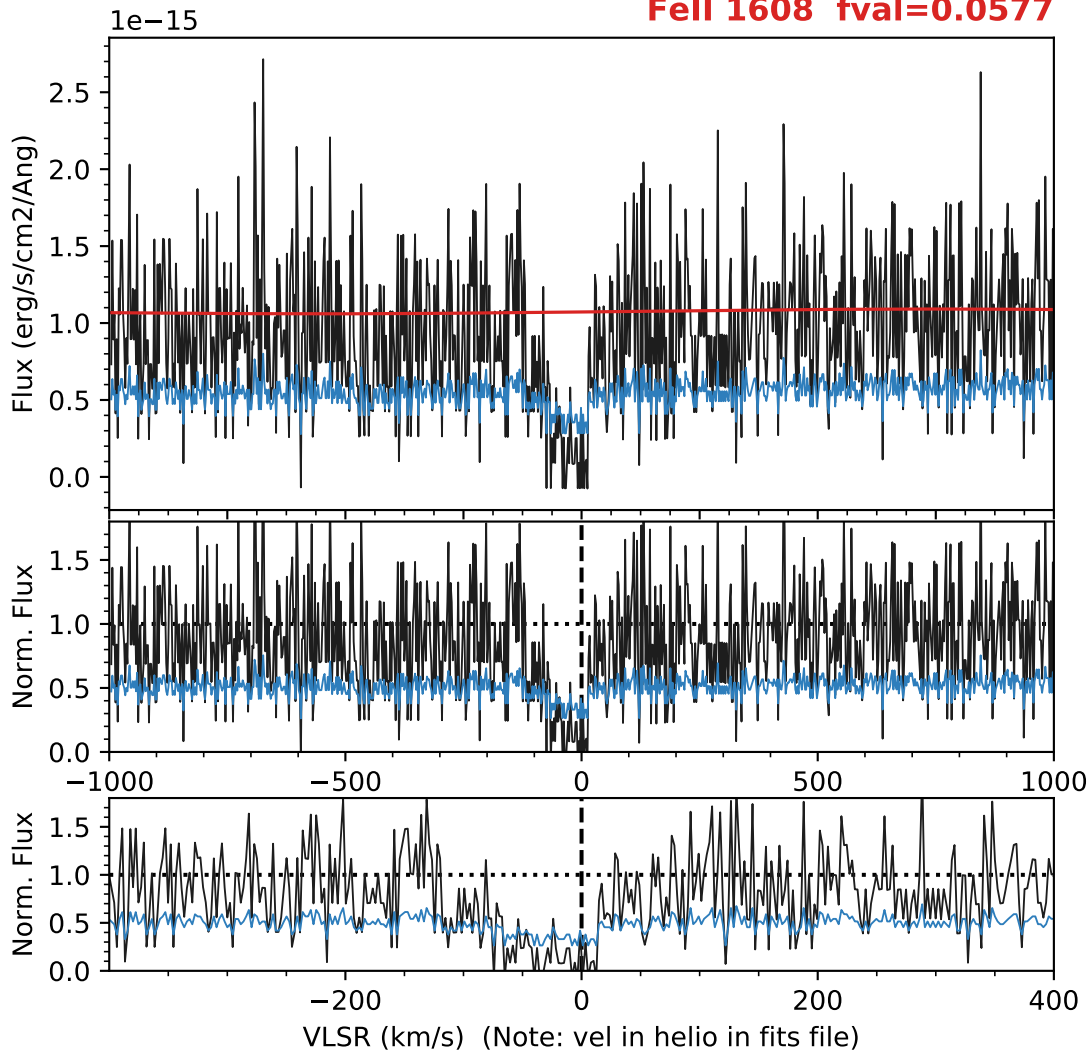 FeII 1608 fval=0.0577
1e−15
2.5
2.0
1.5
1.0
0.5
0.0
Flux (erg/s/cm2/Ang)
1.5
1.0
0.5
0.0
Norm. Flux
−1000 −500 0 500 1000
1.5
1.0
0.5
0.0
Norm. Flux
−200 0 200 400
VLSR (km/s) (Note: vel in helio in fits file)